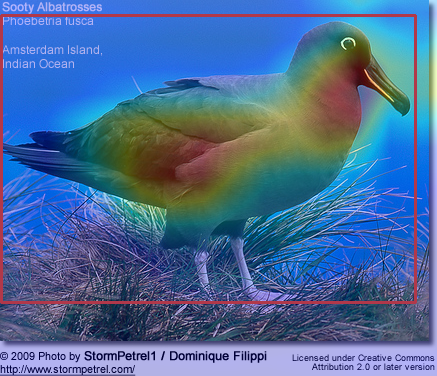 Sooty Albatrosses
Phoebetria fusca
Amsterdam Island,
Indian Ocean
© 2009 Photo by StormPetrel1 / Dominique Filippi
http://www.stormpetrel.com/
Licensed under Creative Commons
Attribution 2.0 or later version